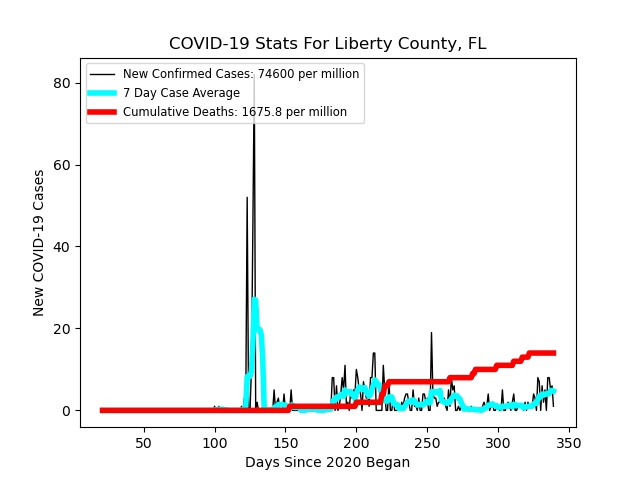 COVID-19 Stats For Liberty County, FL
New Confirmed Cases: 74600 per million
7 Day Case Average
Cumulative Deaths: 1675.8 per million
New COVID-19 Cases
80
60
40
20
0
50 100 150 200 250 300 350
Days Since 2020 Began